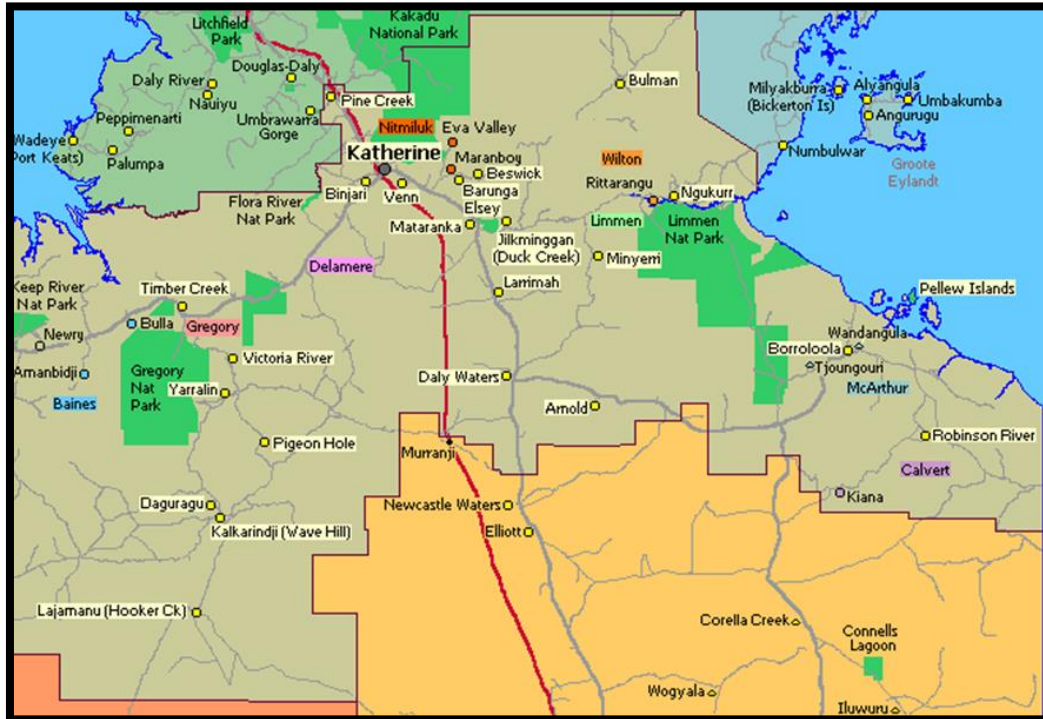 Litchfield
Park
Kakadu
National Park
Douglas-Daly
Daly River
Nauiyu
Pine Creek
Bulman
Milyakburra
(Bickerton Is)
Alyangula
Umbakumba
Angurugu
Peppimenarti
Umbrawarra
Gorge
Nitmiluk
Eva Valley
Wadeye
(Port Keats)
Palumpa
Katherine
Maranboy
Beswick
Wilton
Numbulwar
Groote
Eylandt
Binjari
Venn
Barunga
Rittarangu
Ngukurr
Flora River
Nat Park
Elsey
Mataranka
Jilkminggan
(Duck Creek)
Limmen
Limmen
Nat Park
Minyerri
Delamere
Keep River
Nat Park
Timber Creek
Larrimah
Pellew Islands
Bulla
Gregory
Newry
Wandangula
Borroloola
Victoria River
Tjoungouri
Amanbidji
Gregory
Nat
Park
Daly Waters
McArthur
Yarralin
Baines
Arnold
Pigeon Hole
Murranji
Robinson River
Calvert
Kiana
Daguragu
Newcastle Waters
Kalkarindji (Wave Hill)
Elliott
Lajamanu (Hooker Ck)
Corella Creek
Connells
Lagoon
Wogyala
Iluwuru